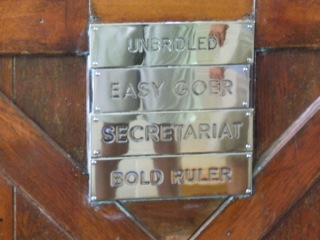 UNBRIDLED
EASY GOER
SECRETARIAT
BOLD RULER